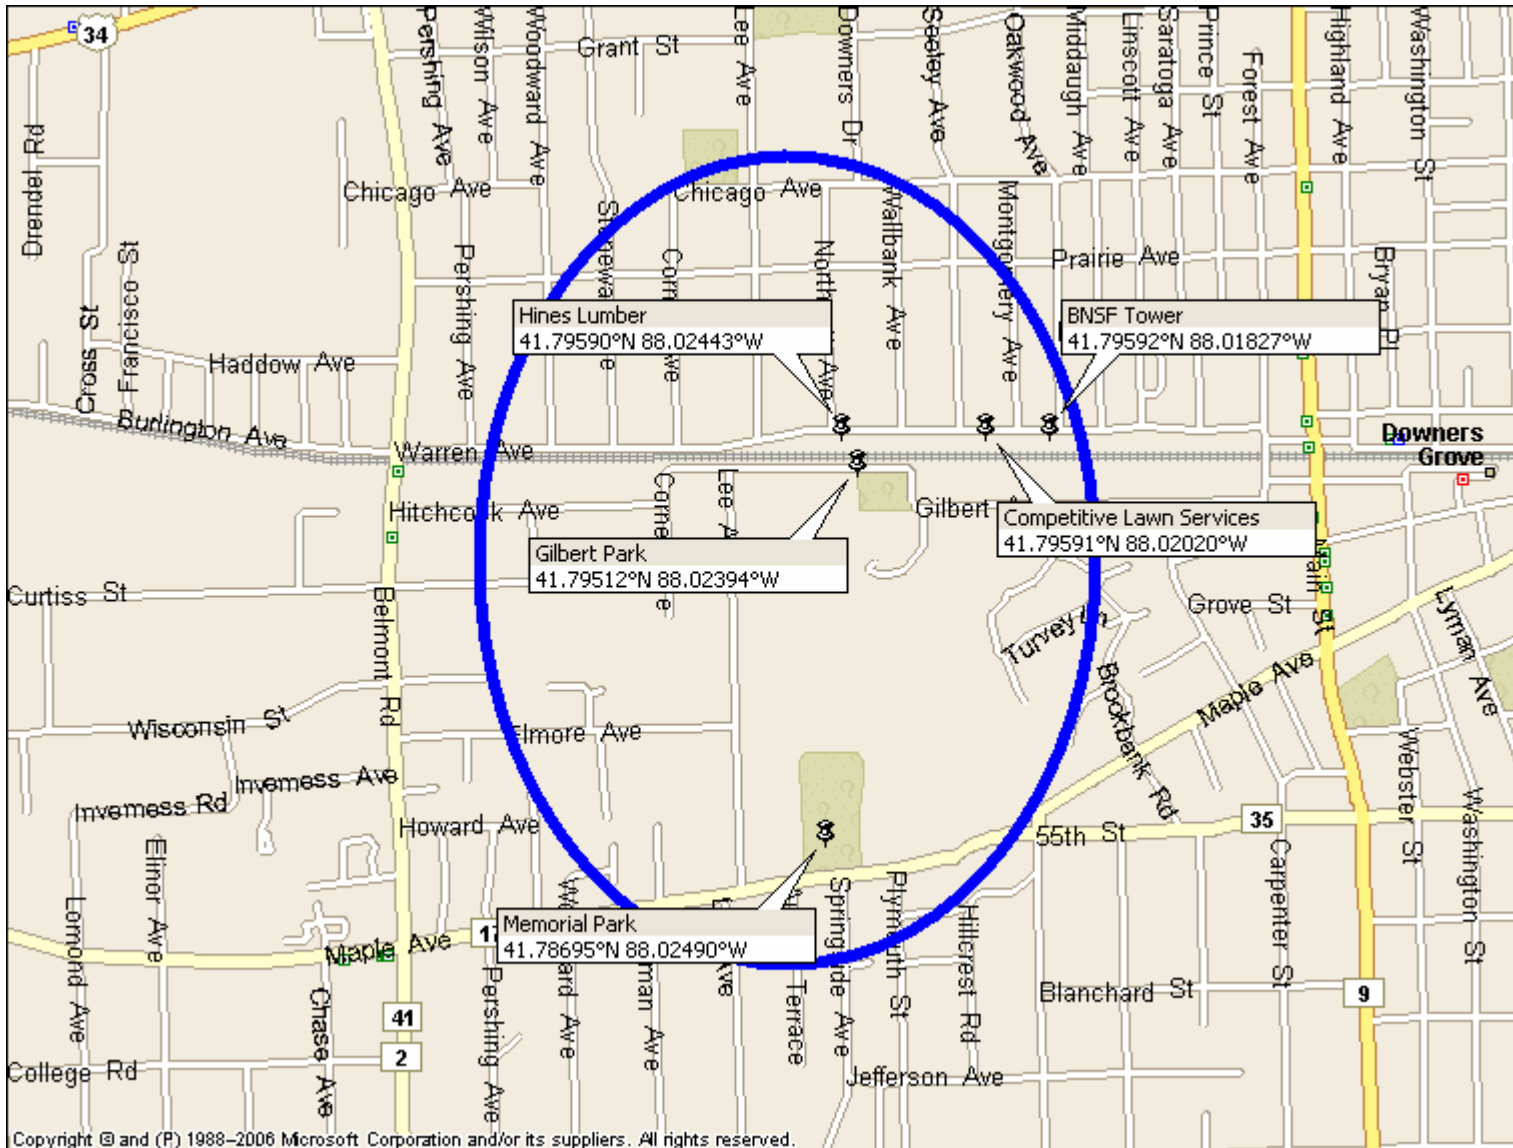 34
Pershing Ave
Wilson Ave
Woodward Ave
Grant St
Lee Ave
Downers Dr
Seeley Ave
Oakwood Ave
Middaugh Ave
Linscott Ave
Saratoga Ave
Prince St
Forest Ave
Highland Ave
Washington St
Drendel Rd
Chicago Ave
Chicago Ave
Cross St
Francisco St
Pershing Ave
Wallbank Ave
Montgomery Ave
Prairie Ave
Hines Lumber
41.79590°N 88.02443°W
BNSF Tower
41.79592°N 88.01827°W
Haddow Ave
Burlington Ave
Warren Ave
Downers
Grove
Hitchcock Ave
Gilbert
Competitive Lawn Services
41.79591°N 88.02020°W
Gilbert Park
41.79512°N 88.02394°W
Curtiss St
Belmont Rd
Grove St
Main St
Turvey Ln
Lyman Ave
Brookbank Rd
Maple Ave
Wisconsin St
Elmore Ave
Inverness Ave
Inverness Rd
Howard Ave
Webster St
Washington St
35
55th St
Elinor Ave
Lomond Ave
Carpenter St
Springside Ave
Plymouth St
Hillcrest Rd
Memorial Park
41.78695°N 88.02490°W
Maple Ave
Pershing Ave
Terrace
Blanchard St
9
Chase Ave
41
2
College Rd
Jefferson Ave
Copyright © and (P) 1988–2006 Microsoft Corporation and/or its suppliers. All rights reserved.